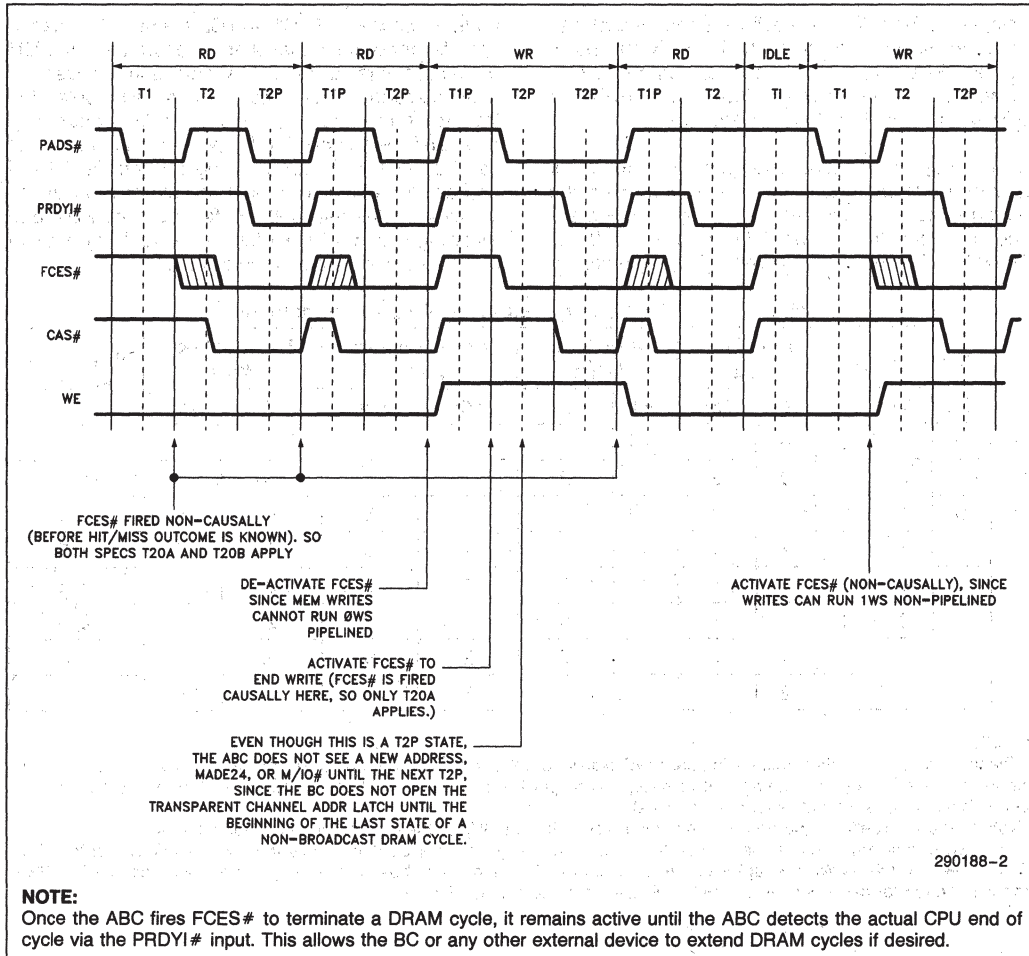 RD RD WR RD IDLE WR
T1 T2 T2P T1P T2P T1P T2P T2P T1P T2 TI T1 T2 T2P
PADS#
PRDYI#
FCES#
CAS#
WE
FCES# FIRED NON-CAUSALLY
(BEFORE HIT/MISS OUTCOME IS KNOWN). SO
BOTH SPECS T20A AND T20B APPLY
DE-ACTIVATE FCES#
SINCE MEM WRITES
CANNOT RUN ØWS
PIPELINED
ACTIVATE FCES# (NON-CAUSALLY), SINCE
WRITES CAN RUN 1WS NON-PIPELINED
ACTIVATE FCES# TO
END WRITE (FCES# IS FIRED
CAUSALLY HERE, SO ONLY T20A
APPLIES.)
EVEN THOUGH THIS IS A T2P STATE,
THE ABC DOES NOT SEE A NEW ADDRESS,
MADE24, OR M/IO# UNTIL THE NEXT T2P,
SINCE THE BC DOES NOT OPEN THE
TRANSPARENT CHANNEL ADDR LATCH UNTIL THE
BEGINNING OF THE LAST STATE OF A
NON-BROADCAST DRAM CYCLE.
290188-2
NOTE:
Once the ABC fires FCES# to terminate a DRAM cycle, it remains active until the ABC detects the actual CPU end of
cycle via the PRDYI# input. This allows the BC or any other external device to extend DRAM cycles if desired.